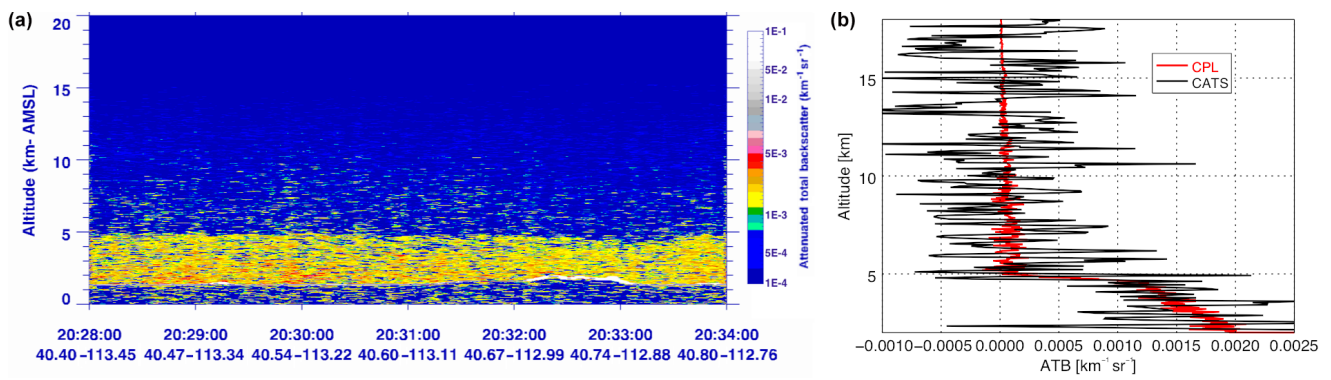 (a)
20
15
10
5
0
Altitude (km- AMSL)
1E-1
5E-2
1E-2
5E-3
1E-3
5E-4
1E-4
Attenuated total backscatter (km⁻¹ sr⁻¹)
20:28:00 20:29:00 20:30:00 20:31:00 20:32:00 20:33:00 20:34:00
40.40 -113.45 40.47 -113.34 40.54 -113.22 40.60 -113.11 40.67 -112.99 40.74 -112.88 40.80 -112.76
(b)
CPL
CATS
15
10
5
Altitude [km]
-0.0010 -0.0005 0.0000 0.0005 0.0010 0.0015 0.0020 0.0025
ATB [km⁻¹ sr⁻¹]